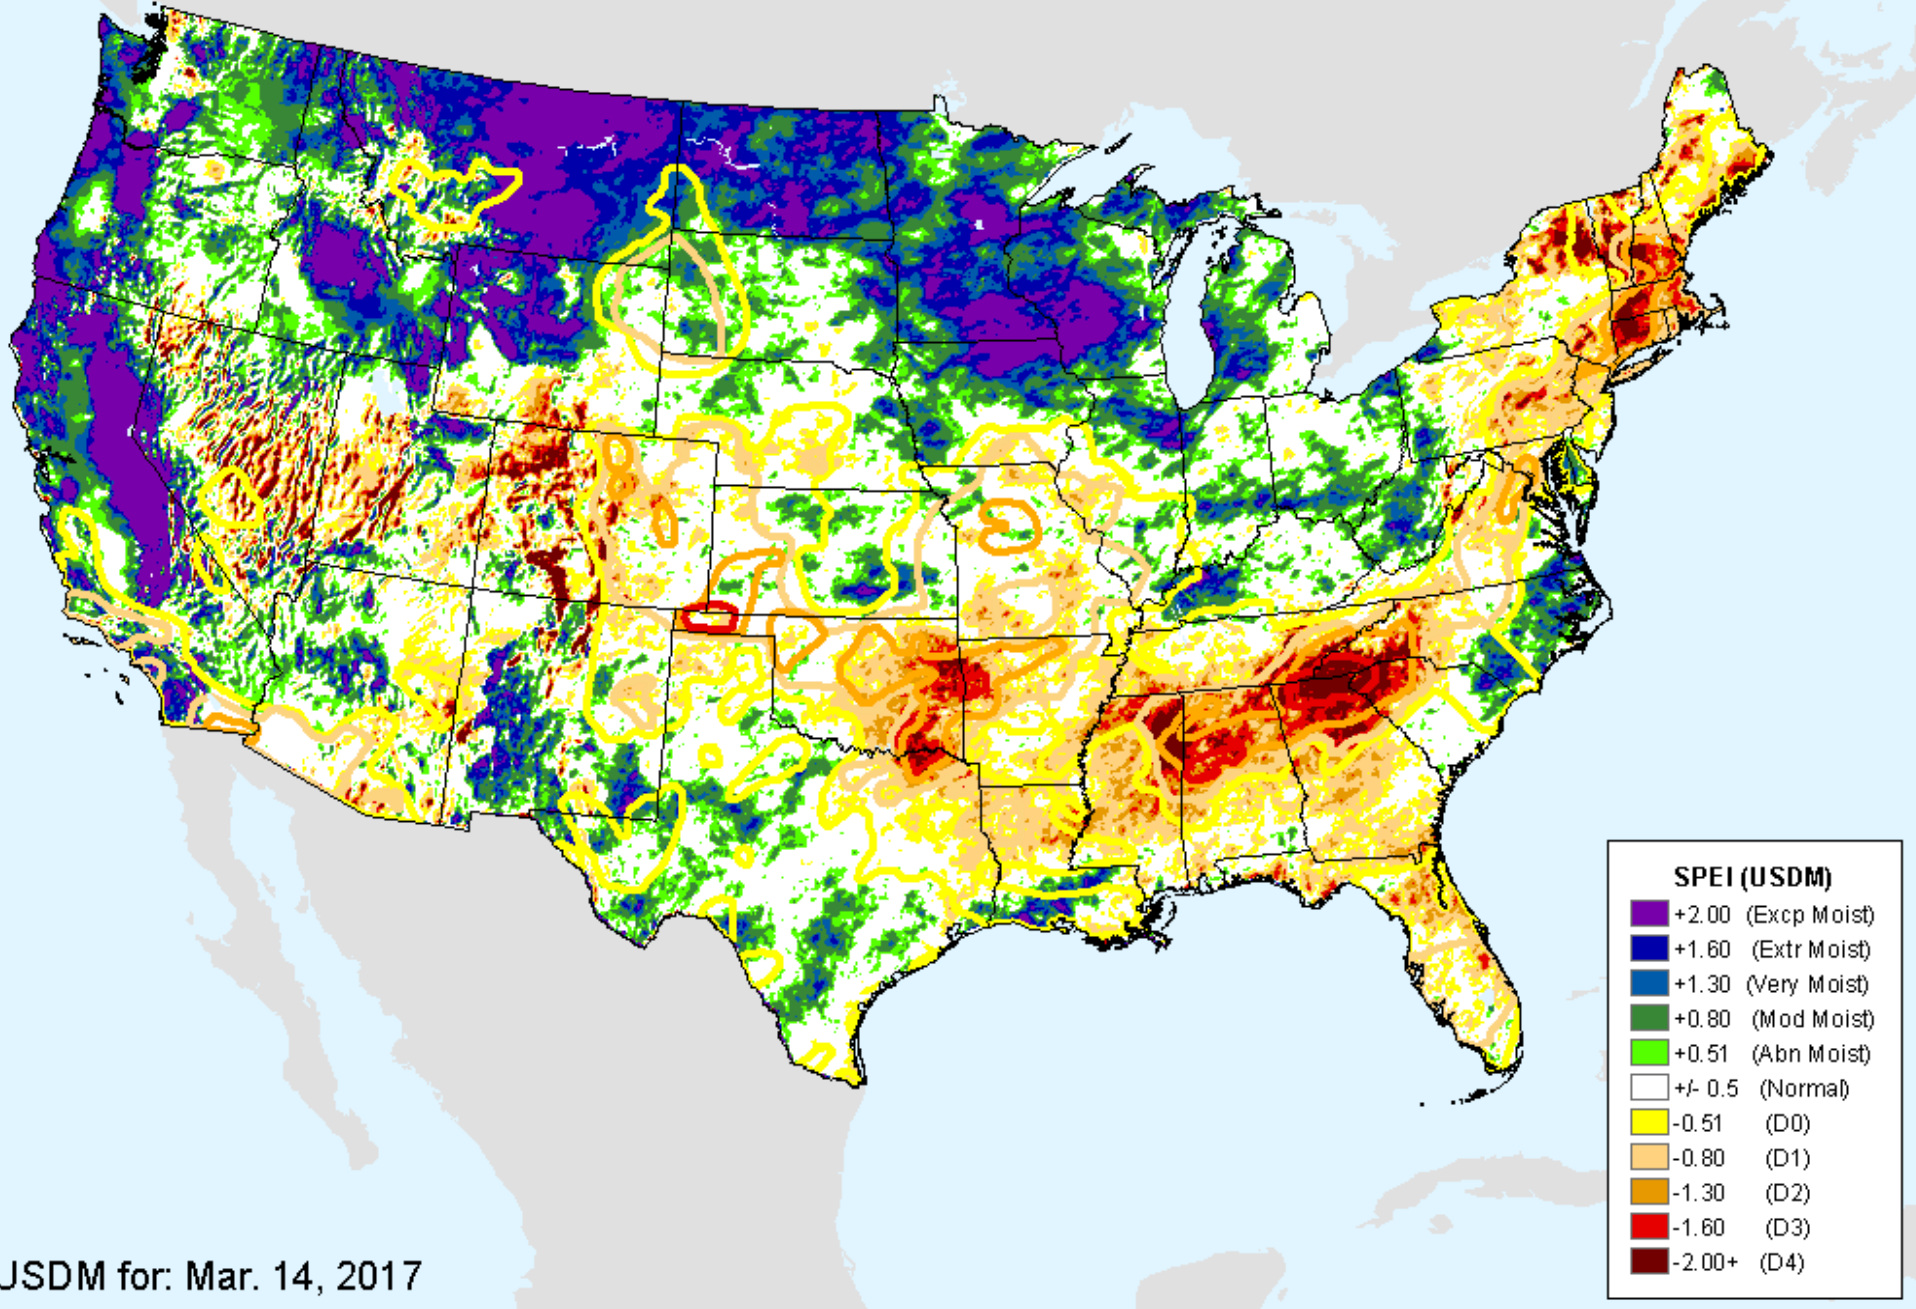 SPEI (USDM)
+2.00 (Excp Moist)
+1.60 (Extr Moist)
+1.30 (Very Moist)
+0.80 (Mod Moist)
+0.51 (Abn Moist)
+/- 0.5 (Normal)
-0.51 (D0)
-0.80 (D1)
-1.30 (D2)
-1.60 (D3)
-2.00+ (D4)
USDM for: Mar. 14, 2017